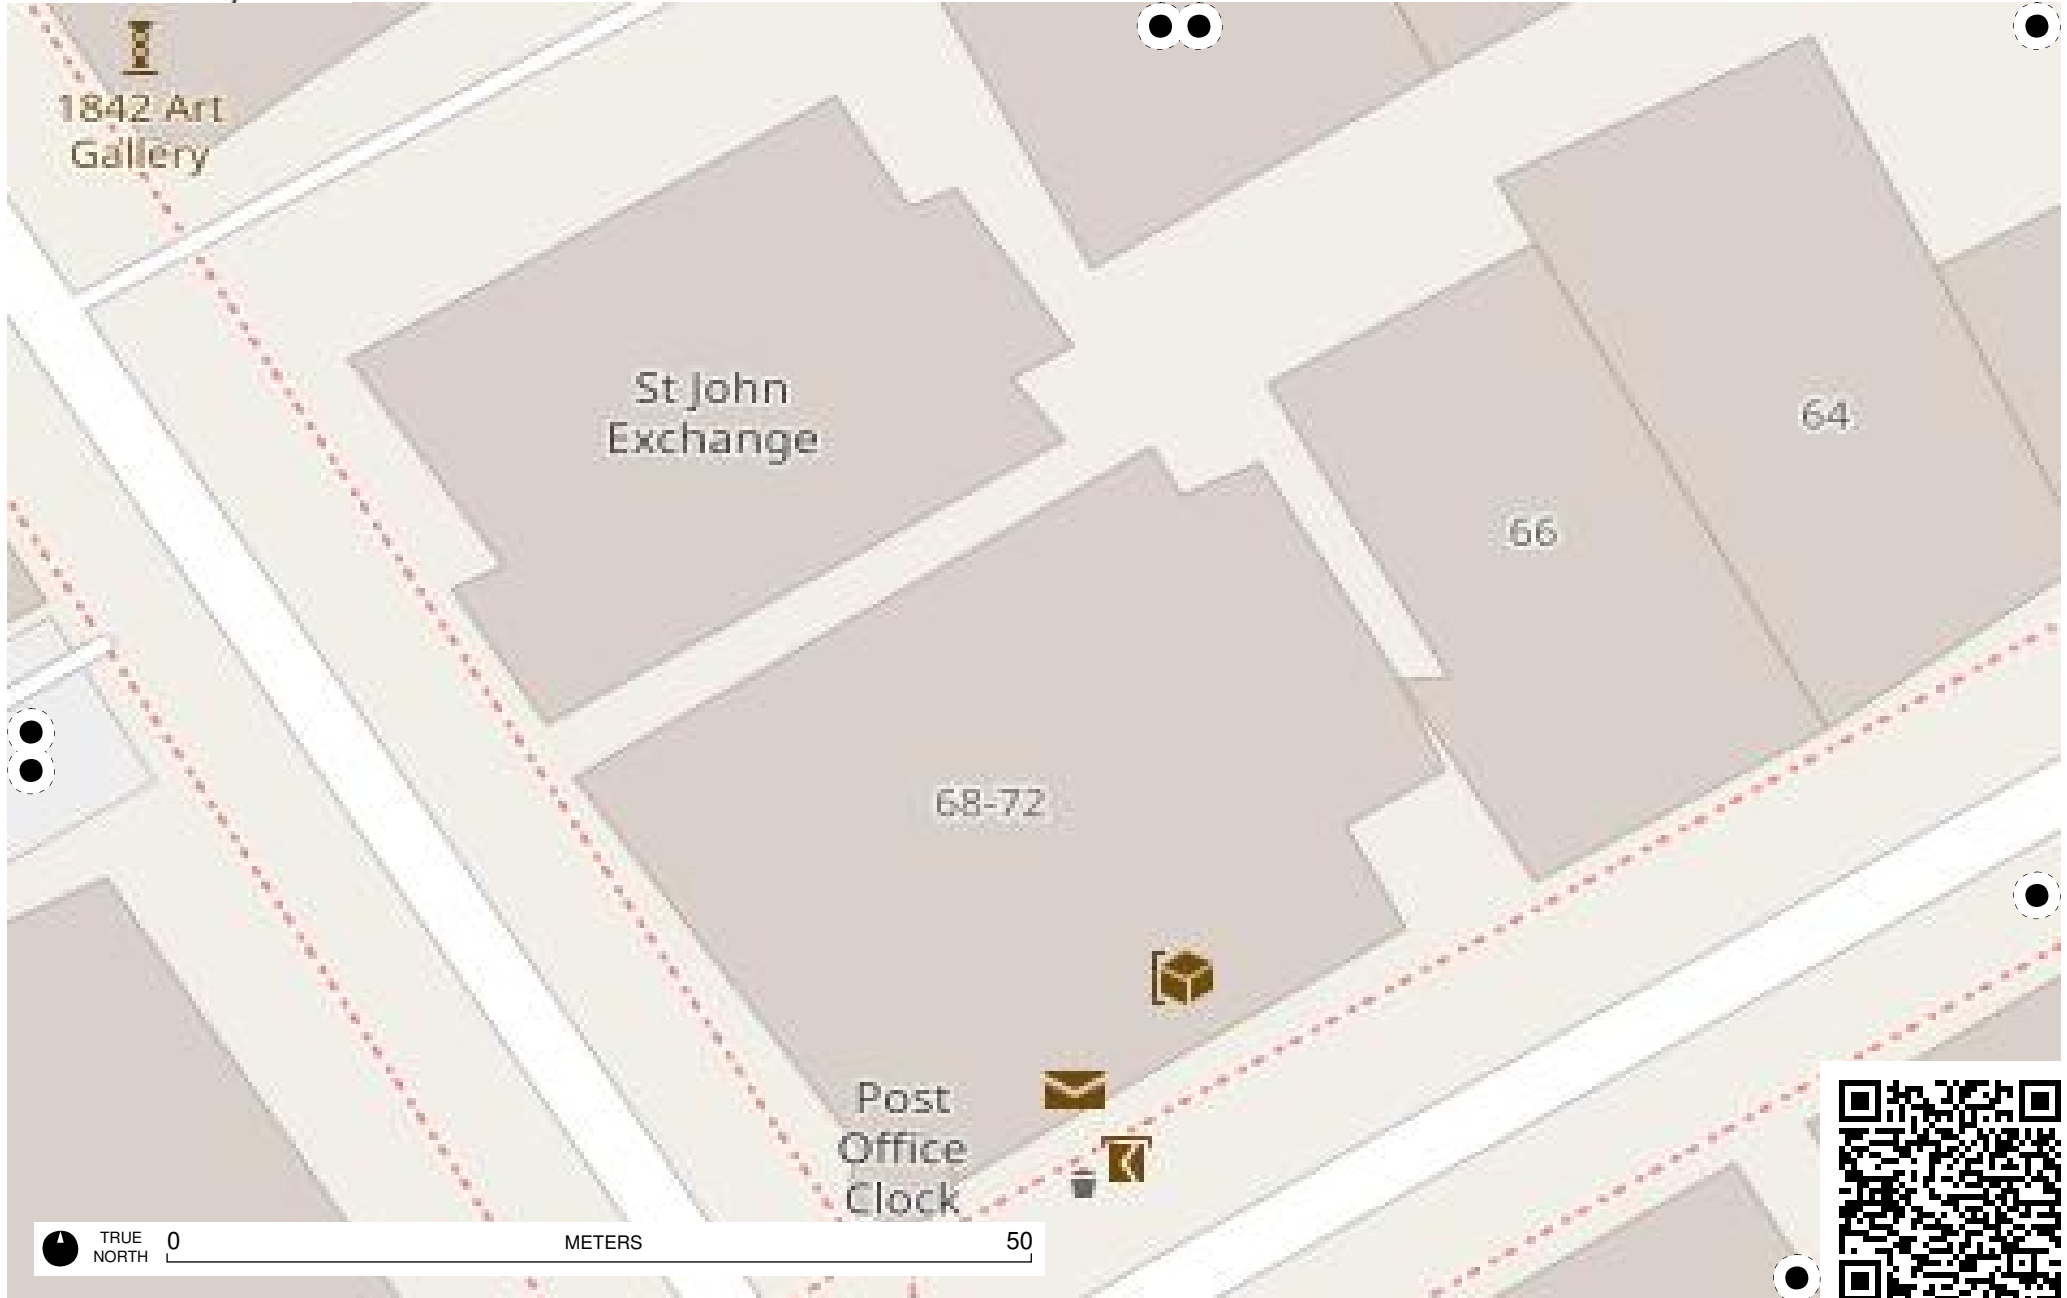 1842 Art
Gallery
St John
Exchange
64
66
68-72
Post
Office
Clock
TRUE
NORTH
0
METERS
50